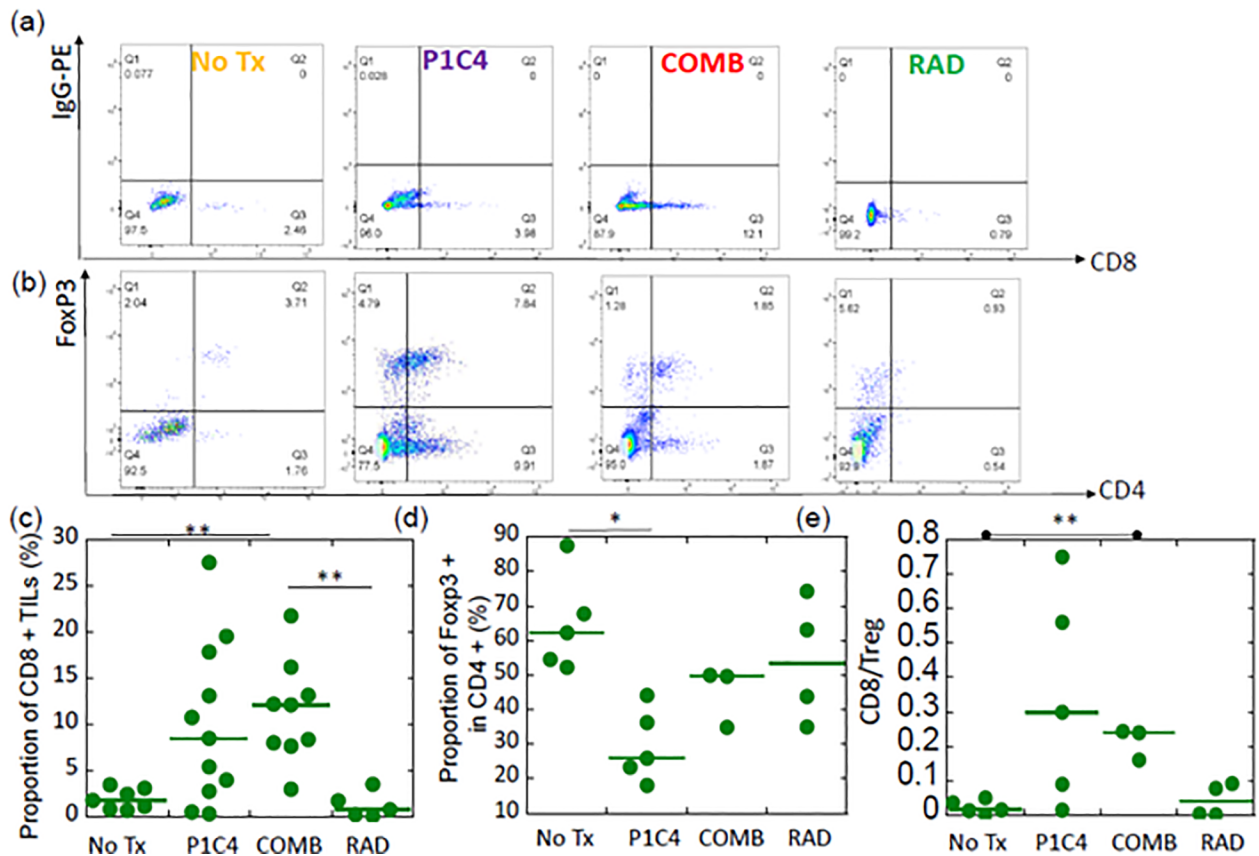 (a)
IgG-PE
No Tx
P1C4
COMB
RAD
Q1
0.077
Q2
0
Q1
0.028
Q2
0
Q1
0
Q2
0
Q1
0
Q2
0
Q4
97.5
Q3
2.46
Q4
96.0
Q3
3.98
Q4
87.9
Q3
12.1
Q4
99.2
Q3
0.79
CD8
(b)
FoxP3
Q1
2.04
Q2
3.71
Q1
4.79
Q2
7.84
Q1
1.28
Q2
1.85
Q1
5.62
Q2
0.93
Q4
92.5
Q3
1.76
Q4
77.5
Q3
9.91
Q4
95.0
Q3
1.87
Q4
92.9
Q3
0.54
CD4
(c)
Proportion of CD8 + TILs (%)
30
25
20
15
10
5
0
**
**
No Tx
P1C4
COMB
RAD
(d)
Proportion of Foxp3 +
in CD4 + (%)
90
80
70
60
50
40
30
20
10
*
No Tx
P1C4
COMB
RAD
(e)
CD8/Treg
0.8
0.7
0.6
0.5
0.4
0.3
0.2
0.1
0
**
No Tx
P1C4
COMB
RAD